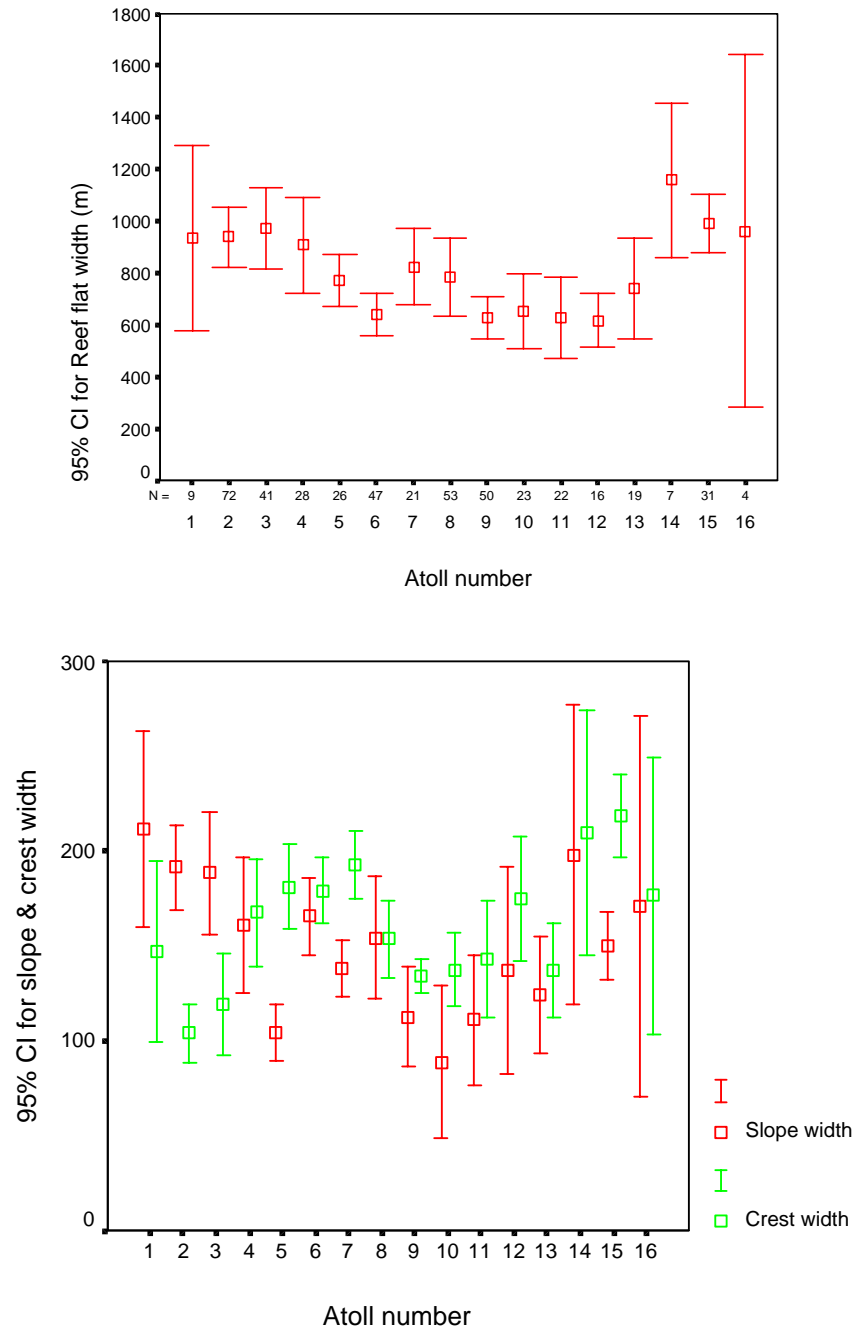 95% CI for Reef flat width (m)
1800
1600
1400
1200
1000
800
600
400
200
0
N = 9 72 41 28 26 47 21 53 50 23 22 16 19 7 31 4
1 2 3 4 5 6 7 8 9 10 11 12 13 14 15 16
Atoll number
95% CI for slope & crest width
300
200
100
0
1 2 3 4 5 6 7 8 9 10 11 12 13 14 15 16
Atoll number
Slope width
Crest width